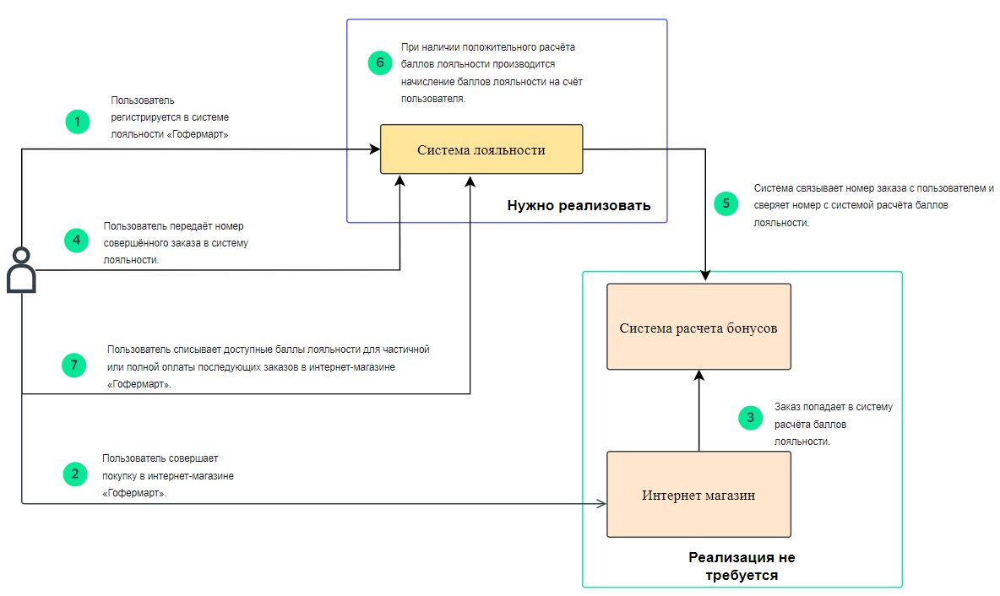 6
При наличии положительного расчёта
баллов лояльности производится
начисление баллов лояльности на счёт
пользователя.
1
Пользователь
регистрируется в системе
лояльности «Гофермарт»
Система лояльности
Нужно реализовать
5
Система связывает номер заказа с пользователем и
сверяет номер с системой расчёта баллов
лояльности.
4
Пользователь передаёт номер
совершённого заказа в систему
лояльности.
Система расчета бонусов
7
Пользователь списывает доступные баллы лояльности для частичной
или полной оплаты последующих заказов в интернет-магазине
«Гофермарт».
3
Заказ попадает в систему
расчёта баллов
лояльности.
2
Пользователь совершает
покупку в интернет-магазине
«Гофермарт».
Интернет магазин
Реализация не
требуется